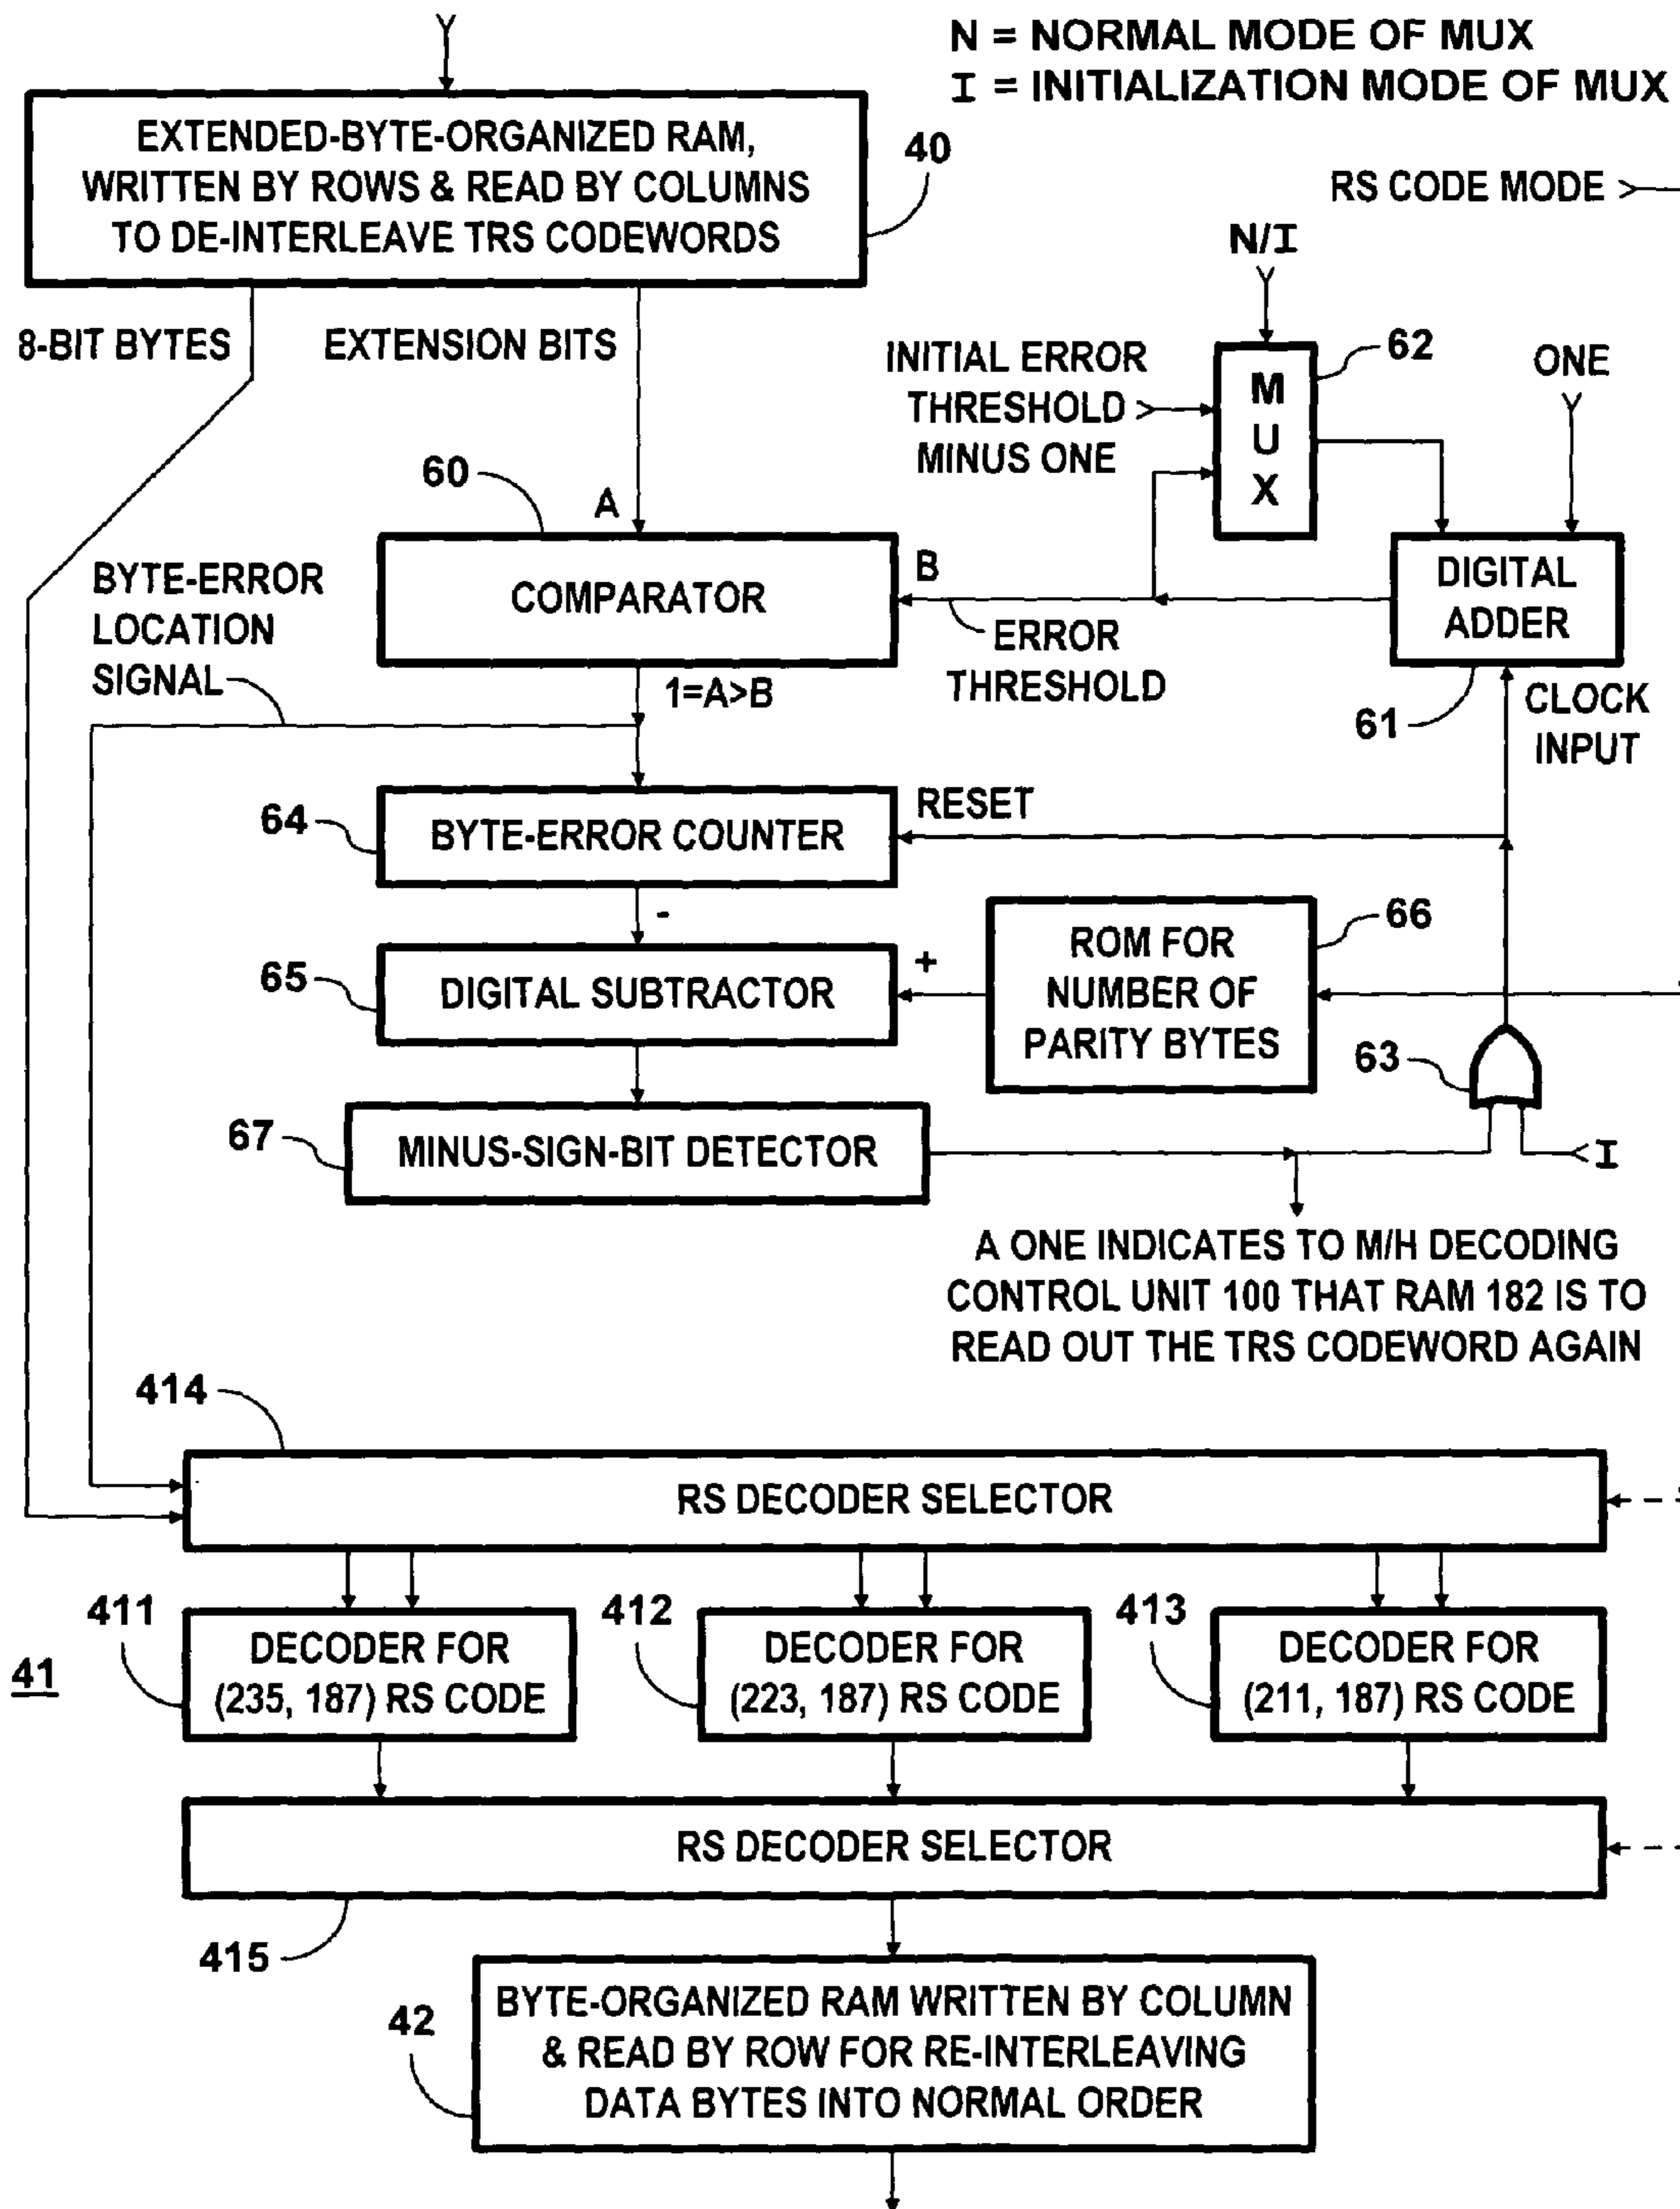 N = NORMAL MODE OF MUX
I = INITIALIZATION MODE OF MUX
EXTENDED-BYTE-ORGANIZED RAM,
WRITTEN BY ROWS & READ BY COLUMNS
TO DE-INTERLEAVE TRS CODEWORDS
40
RS CODE MODE
N/I
8-BIT BYTES
EXTENSION BITS
INITIAL ERROR
THRESHOLD
MINUS ONE
M
U
X
62
ONE
60
A
COMPARATOR
B
ERROR
THRESHOLD
DIGITAL
ADDER
61
CLOCK
INPUT
BYTE-ERROR
LOCATION
SIGNAL
1=A>B
64
BYTE-ERROR COUNTER
RESET
-
65
DIGITAL SUBTRACTOR
+
ROM FOR
NUMBER OF
PARITY BYTES
66
63
I
67
MINUS-SIGN-BIT DETECTOR
A ONE INDICATES TO M/H DECODING
CONTROL UNIT 100 THAT RAM 182 IS TO
READ OUT THE TRS CODEWORD AGAIN
414
RS DECODER SELECTOR
41
411
DECODER FOR
(235, 187) RS CODE
412
DECODER FOR
(223, 187) RS CODE
413
DECODER FOR
(211, 187) RS CODE
RS DECODER SELECTOR
415
42
BYTE-ORGANIZED RAM WRITTEN BY COLUMN
& READ BY ROW FOR RE-INTERLEAVING
DATA BYTES INTO NORMAL ORDER